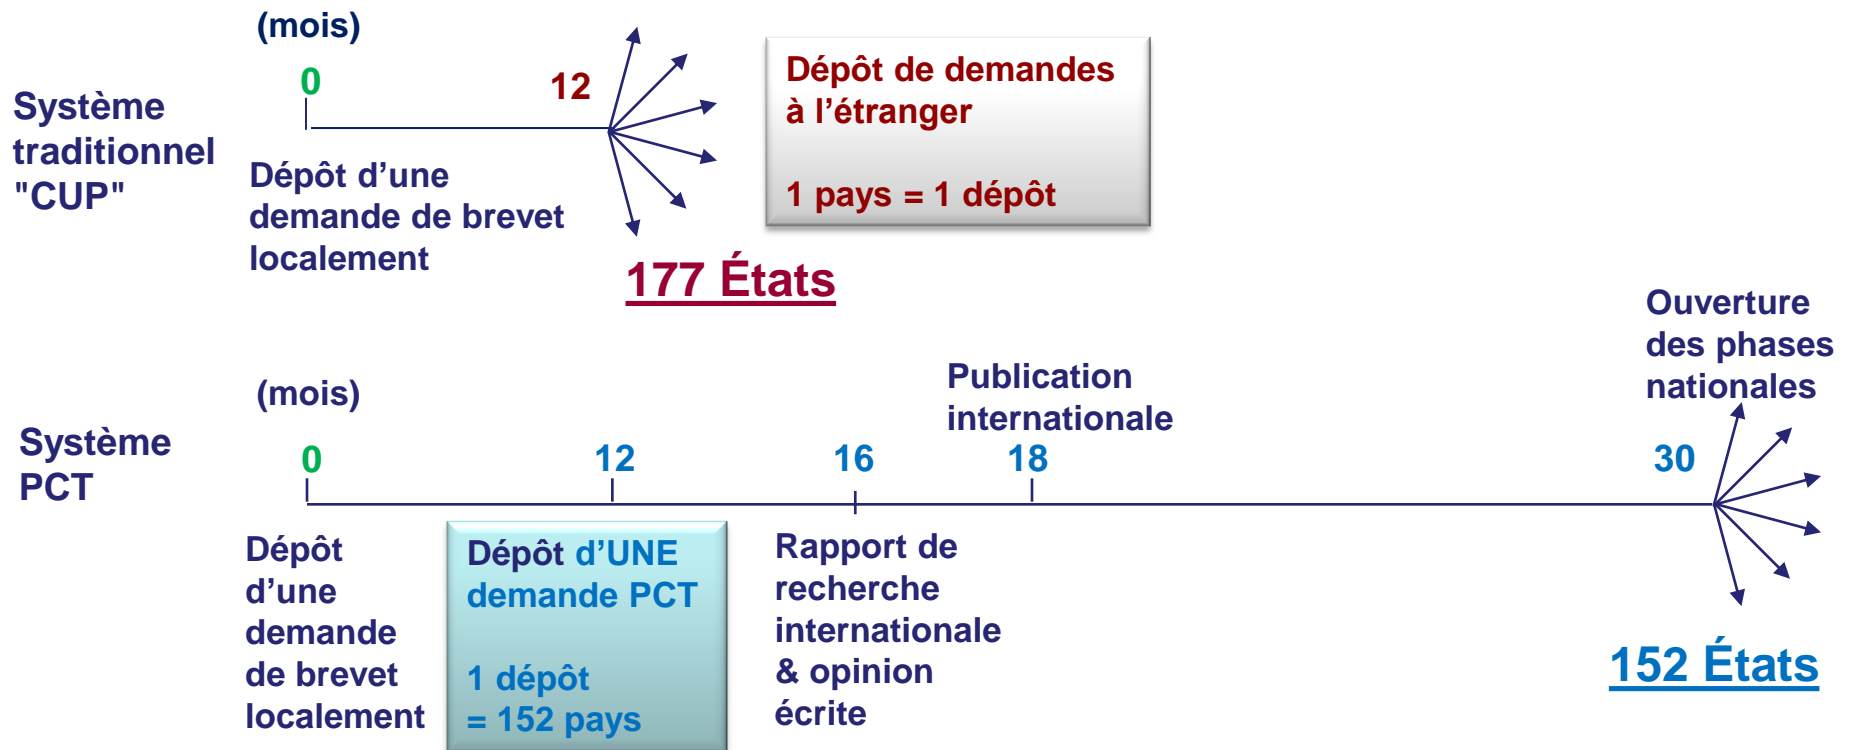 (mois)
0
12
Système
traditionnel
"CUP"
Dépôt d’une
demande de brevet
localement
Dépôt de demandes
à l’étranger
1 pays = 1 dépôt
177 États
Ouverture
des phases
nationales
(mois)
Publication
internationale
Système
PCT
0
12
16
18
30
Dépôt
d’une
demande
de brevet
localement
Dépôt d’UNE
demande PCT
1 dépôt
= 152 pays
Rapport de
recherche
internationale
& opinion
écrite
152 États